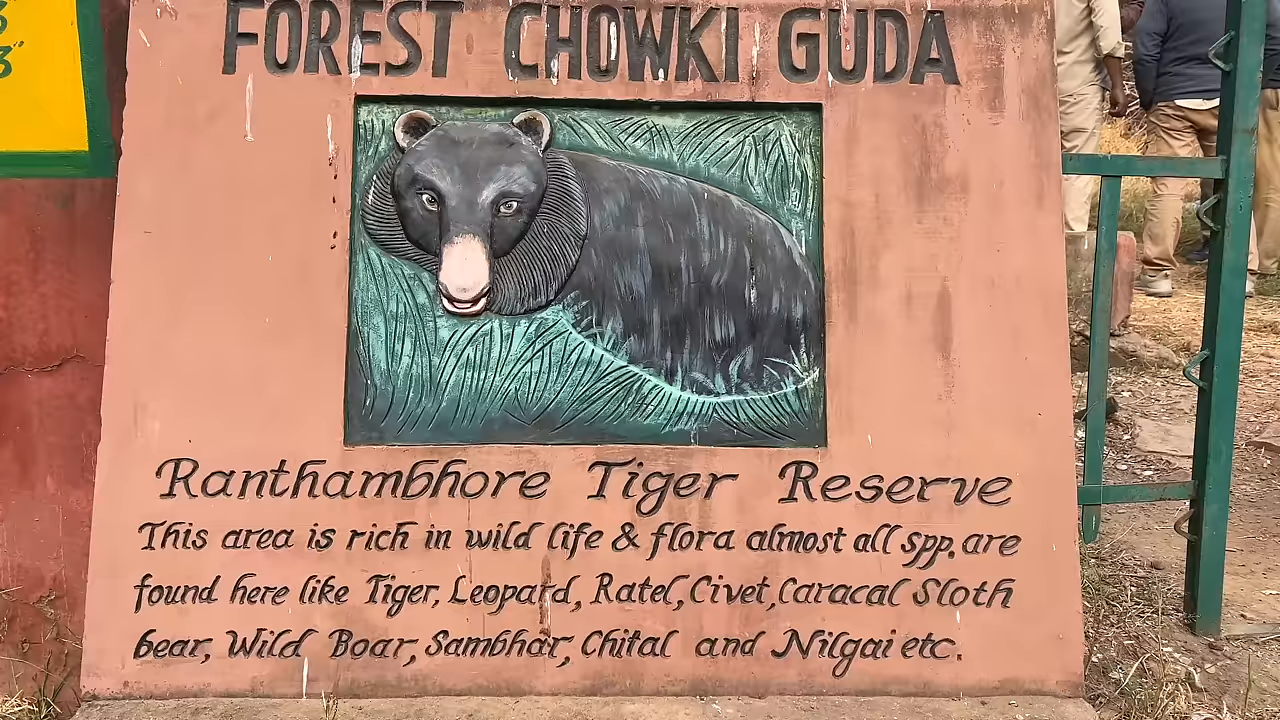 FOREST CHOWKI GUDA
Ranthambhore Tiger Reserve
This area is rich in wild life & flora almost all spp. are
found here like Tiger, Leopard, Ratel, Civet, Caracal Sloth
bear, Wild Boar, Sambhar, Chital and Nilgai etc.